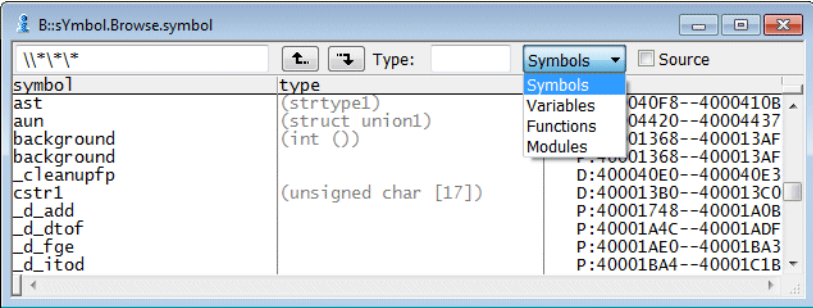 B::sYmbol.Browse.symbol
\\*\*\* t.. Type: Symbols Source
symbol type
Symbols
Variables
Functions
Modules
ast (strtype1) 040F8--4000410B
aun (struct union1) 04420--40004437
background (int ()) 01368--400013AF
background P:40001368--400013AF
_cleanupfp D:400040E0--400040E3
cstr1 (unsigned char [17]) D:400013B0--400013C0
_d_add P:40001748--40001A0B
_d_dtof P:40001A4C--40001ADF
_d_fge P:40001AE0--40001BA3
_d_itod P:40001BA4--40001C1B